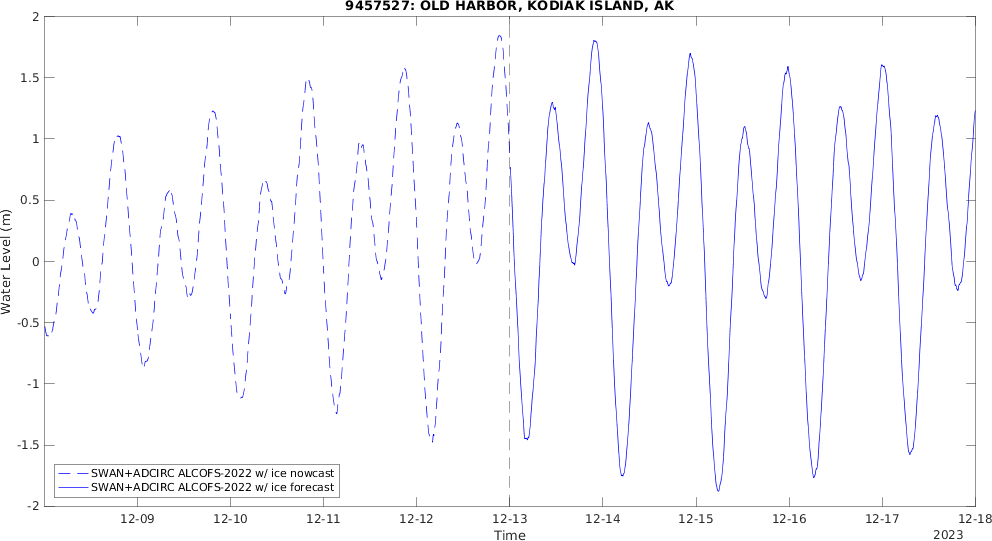 9457527: OLD HARBOR, KODIAK ISLAND, AK
2
1.5
1
0.5
0
-0.5
-1
-1.5
-2
Water Level (m)
SWAN+ADCIRC ALCOFS-2022 w/ ice nowcast
SWAN+ADCIRC ALCOFS-2022 w/ ice forecast
12-09 12-10 12-11 12-12 12-13 12-14 12-15 12-16 12-17 12-18
Time
2023